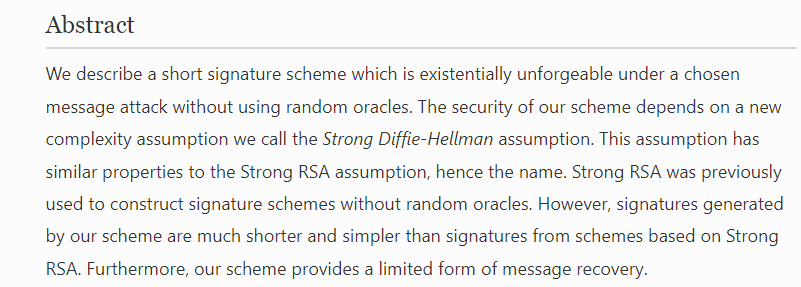 Abstract
We describe a short signature scheme which is existentially unforgeable under a chosen
message attack without using random oracles. The security of our scheme depends on a new
complexity assumption we call the Strong Diffie-Hellman assumption. This assumption has
similar properties to the Strong RSA assumption, hence the name. Strong RSA was previously
used to construct signature schemes without random oracles. However, signatures generated
by our scheme are much shorter and simpler than signatures from schemes based on Strong
RSA. Furthermore, our scheme provides a limited form of message recovery.